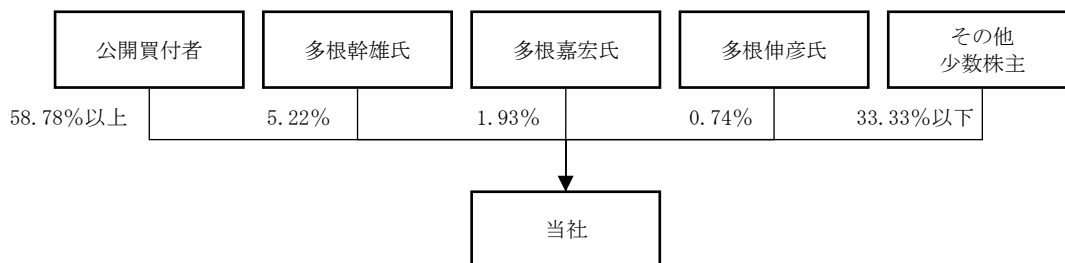 公開買付者
多根幹雄氏
多根嘉宏氏
多根伸彦氏
その他
少数株主
58.78%以上
5.22%
1.93%
0.74%
33.33%以下
当社